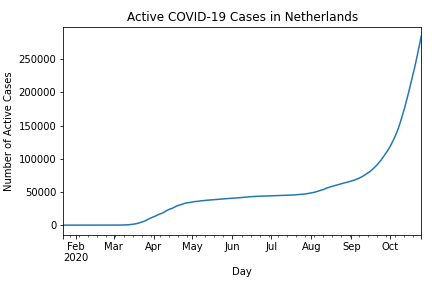 Active COVID-19 Cases in Netherlands
Number of Active Cases
250000
200000
150000
100000
50000
0
Feb Mar Apr May Jun Jul Aug Sep Oct
2020
Day